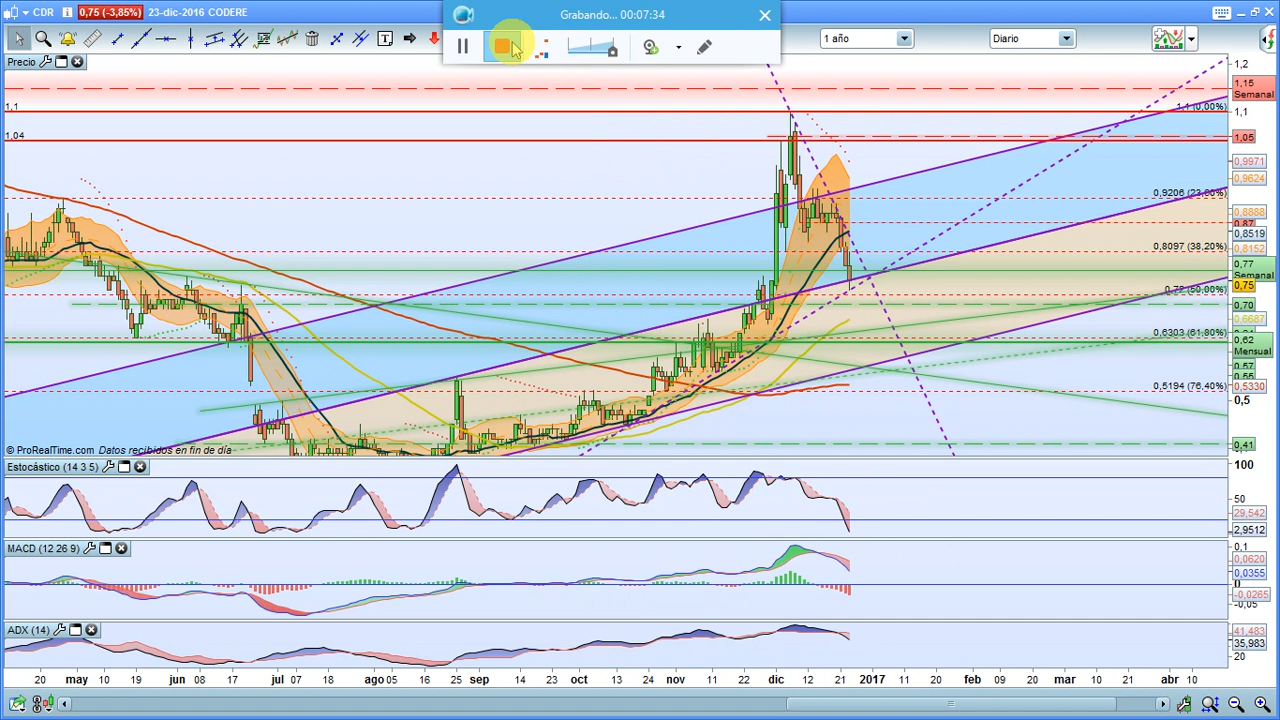 CDR
0,75 (-3,85%)
23-dic-2016 CODERE
Grabando... 00:07:34
1 año
Diario
Precio
1,1
1,04
1,1 (0,00%)
0,8097 (38,20%)
0,6303 (61,80%)
0,5194 (76,40%)
1,2
1,15
Semanal
1,1
1,05
0,9971
0,9624
0,8888
0,87
0,8519
0,8152
0,77
Semanal
0,75
0,70
0,6687
0,62
Mensual
0,57
0,55
0,5330
0,5
0,41
© ProRealTime.com Datos recibidos en fin de día
Estocástico (14 3 5)
100
50
29,542
2,9512
MACD (12 26 9)
0,1
0,0620
0,0355
0
-0,0265
-0,05
ADX (14)
41,483
35,983
20
20 may 10 19 jun 08 17 jul 07 18 ago 05 16 25 sep 14 23 oct 13 24 nov 11 22 dic 12 21 2017 11 20 feb 09 20 mar 10 21 abr 10